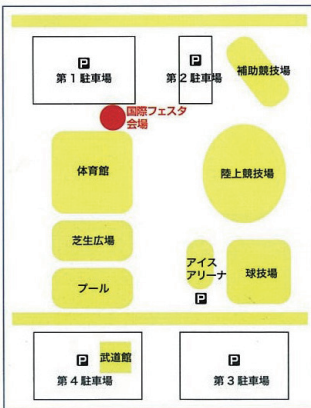 P
第1駐車場
P
第2駐車場
補助競技場
国際フェスタ
会場
体育館
陸上競技場
芝生広場
アイス
アリーナ
球技場
プール
P
P
武道館
第4駐車場
P
第3駐車場